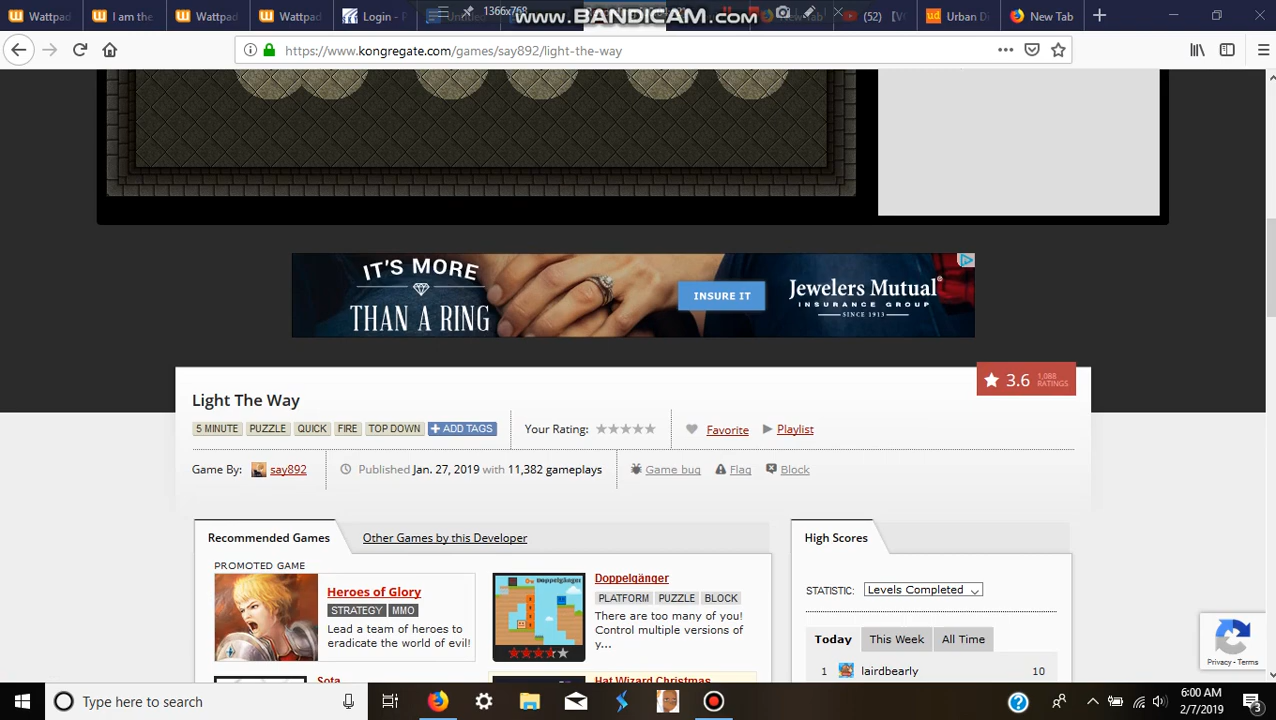 Wattpad
I am the
Wattpad
Wattpad
Login
1366x768
www.BANDICAM.com
(52)
Urban Di
New Tab
https://www.kongregate.com/games/say892/light-the-way
IT'S MORE
THAN A RING
INSURE IT
Jewelers Mutual®
INSURANCE GROUP
SINCE 1913
3.6 1,088 RATINGS
Light The Way
5 MINUTE PUZZLE QUICK FIRE TOP DOWN + ADD TAGS
Your Rating:
Favorite
Playlist
Game By: say892
Published Jan. 27, 2019 with 11,382 gameplays
Game bug
Flag
Block
Recommended Games
Other Games by this Developer
High Scores
PROMOTED GAME
Heroes of Glory
STRATEGY MMO
Lead a team of heroes to
eradicate the world of evil!
Doppelgänger
Doppelgänger
PLATFORM PUZZLE BLOCK
There are too many of you!
Control multiple versions of
y...
STATISTIC: Levels Completed
Today This Week All Time
1 lairdbearly 10
Sota
Hat Wizard Christmas
Privacy - Terms
Type here to search
6:00 AM
2/7/2019
3